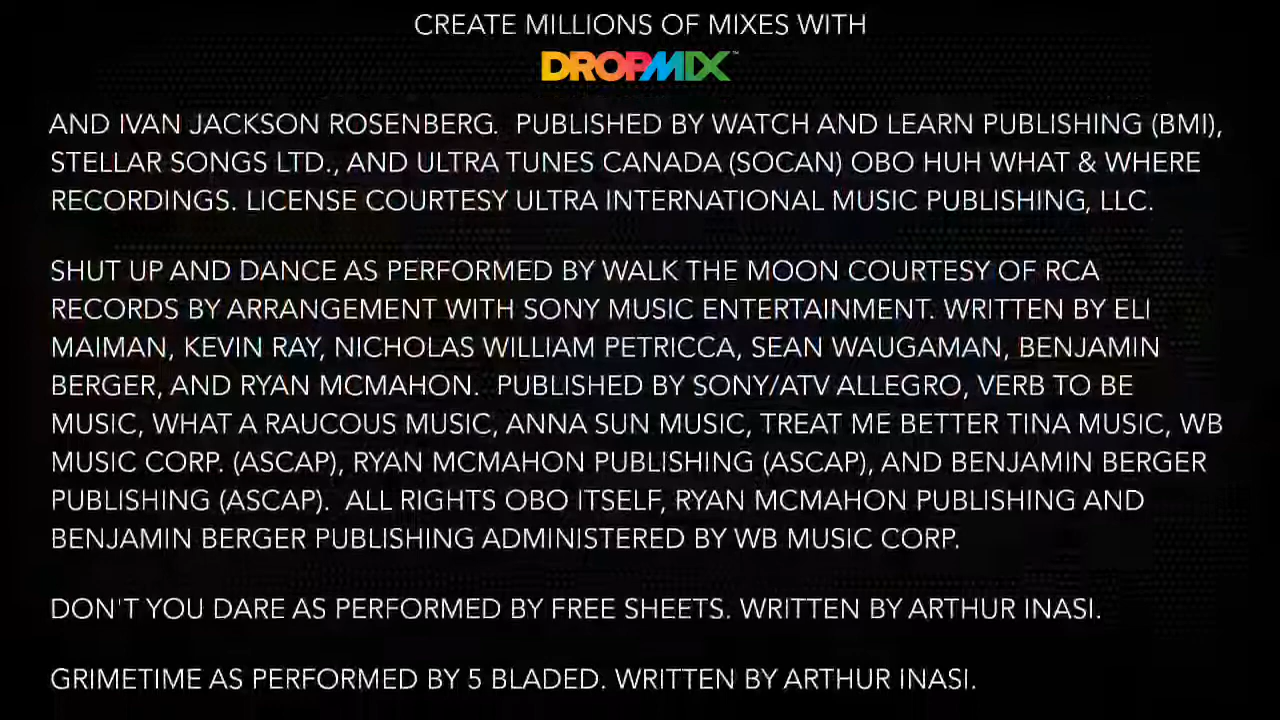 CREATE MILLIONS OF MIXES WITH
DROPMIX™
AND IVAN JACKSON ROSENBERG. PUBLISHED BY WATCH AND LEARN PUBLISHING (BMI),
STELLAR SONGS LTD., AND ULTRA TUNES CANADA (SOCAN) OBO HUH WHAT & WHERE
RECORDINGS. LICENSE COURTESY ULTRA INTERNATIONAL MUSIC PUBLISHING, LLC.
SHUT UP AND DANCE AS PERFORMED BY WALK THE MOON COURTESY OF RCA
RECORDS BY ARRANGEMENT WITH SONY MUSIC ENTERTAINMENT. WRITTEN BY ELI
MAIMAN, KEVIN RAY, NICHOLAS WILLIAM PETRICCA, SEAN WAUGAMAN, BENJAMIN
BERGER, AND RYAN MCMAHON. PUBLISHED BY SONY/ATV ALLEGRO, VERB TO BE
MUSIC, WHAT A RAUCOUS MUSIC, ANNA SUN MUSIC, TREAT ME BETTER TINA MUSIC, WB
MUSIC CORP. (ASCAP), RYAN MCMAHON PUBLISHING (ASCAP), AND BENJAMIN BERGER
PUBLISHING (ASCAP). ALL RIGHTS OBO ITSELF, RYAN MCMAHON PUBLISHING AND
BENJAMIN BERGER PUBLISHING ADMINISTERED BY WB MUSIC CORP.
DON'T YOU DARE AS PERFORMED BY FREE SHEETS. WRITTEN BY ARTHUR INASI.
GRIMETIME AS PERFORMED BY 5 BLADED. WRITTEN BY ARTHUR INASI.